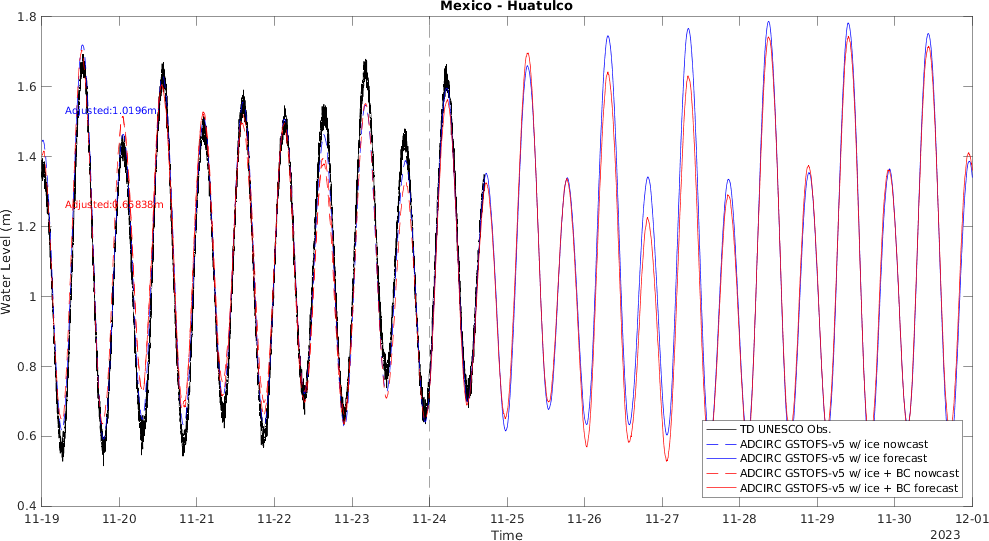 Mexico - Huatulco
1.8
1.6
1.4
1.2
1
0.8
0.6
0.4
Water Level (m)
Adjusted:1.0196m
Adjusted:0.65838m
TD UNESCO Obs.
ADCIRC GSTOFS-v5 w/ ice nowcast
ADCIRC GSTOFS-v5 w/ ice forecast
ADCIRC GSTOFS-v5 w/ ice + BC nowcast
ADCIRC GSTOFS-v5 w/ ice + BC forecast
11-19 11-20 11-21 11-22 11-23 11-24 11-25 11-26 11-27 11-28 11-29 11-30 12-01
Time
2023